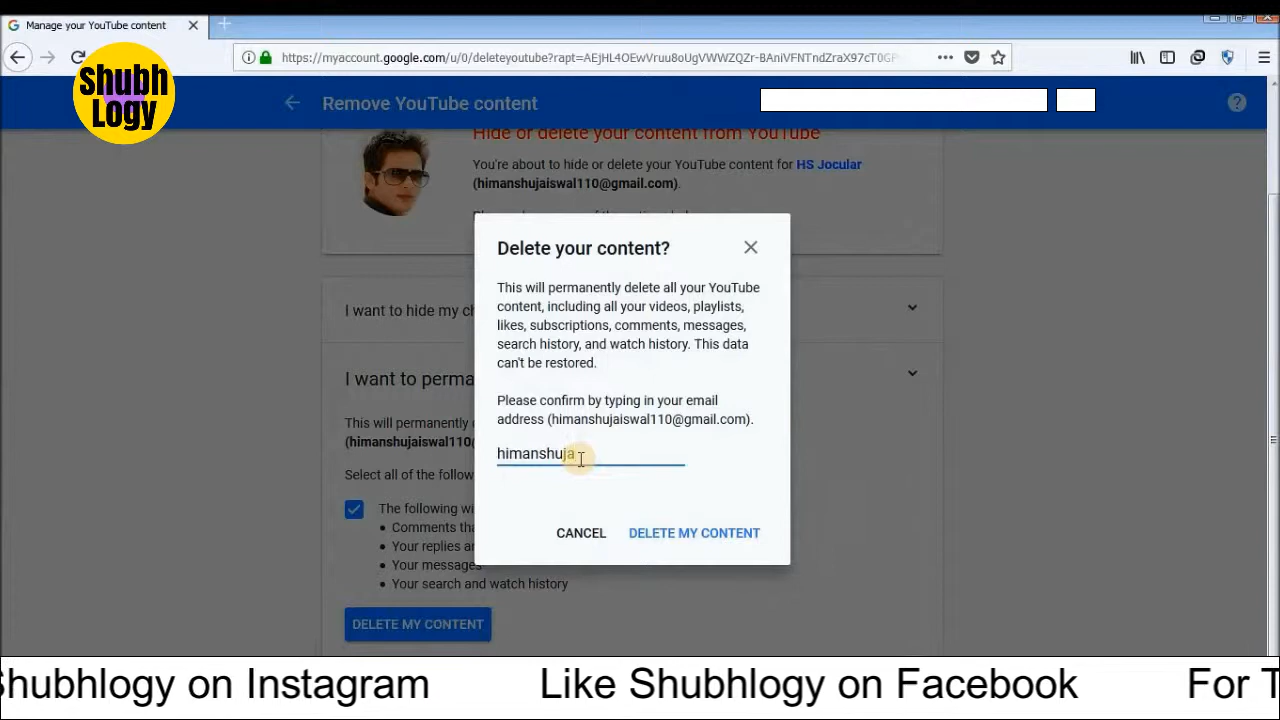 Manage your YouTube content
https://myaccount.google.com/u/0/deleteyoutube?rapt=AEjHL4OEwVruu8oUgVWWZQZr-BAniVFNTndZraX97cT0GF
Shubh
Logy
Remove YouTube content
Hide or delete your content from YouTube
You're about to hide or delete your YouTube content for HS Jocular
(himanshujaiswal110@gmail.com).
Delete your content?
This will permanently delete all your YouTube
content, including all your videos, playlists,
likes, subscriptions, comments, messages,
search history, and watch history. This data
can't be restored.
Please confirm by typing in your email
address (himanshujaiswal110@gmail.com).
himanshuja
CANCEL DELETE MY CONTENT
I want to hide my ch
I want to perma
This will permanently
(himanshujaiswal110
Select all of the follow
The following wi
• Comments tha
• Your replies a
• Your messages
• Your search and watch history
DELETE MY CONTENT
Shubhlogy on Instagram Like Shubhlogy on Facebook For T